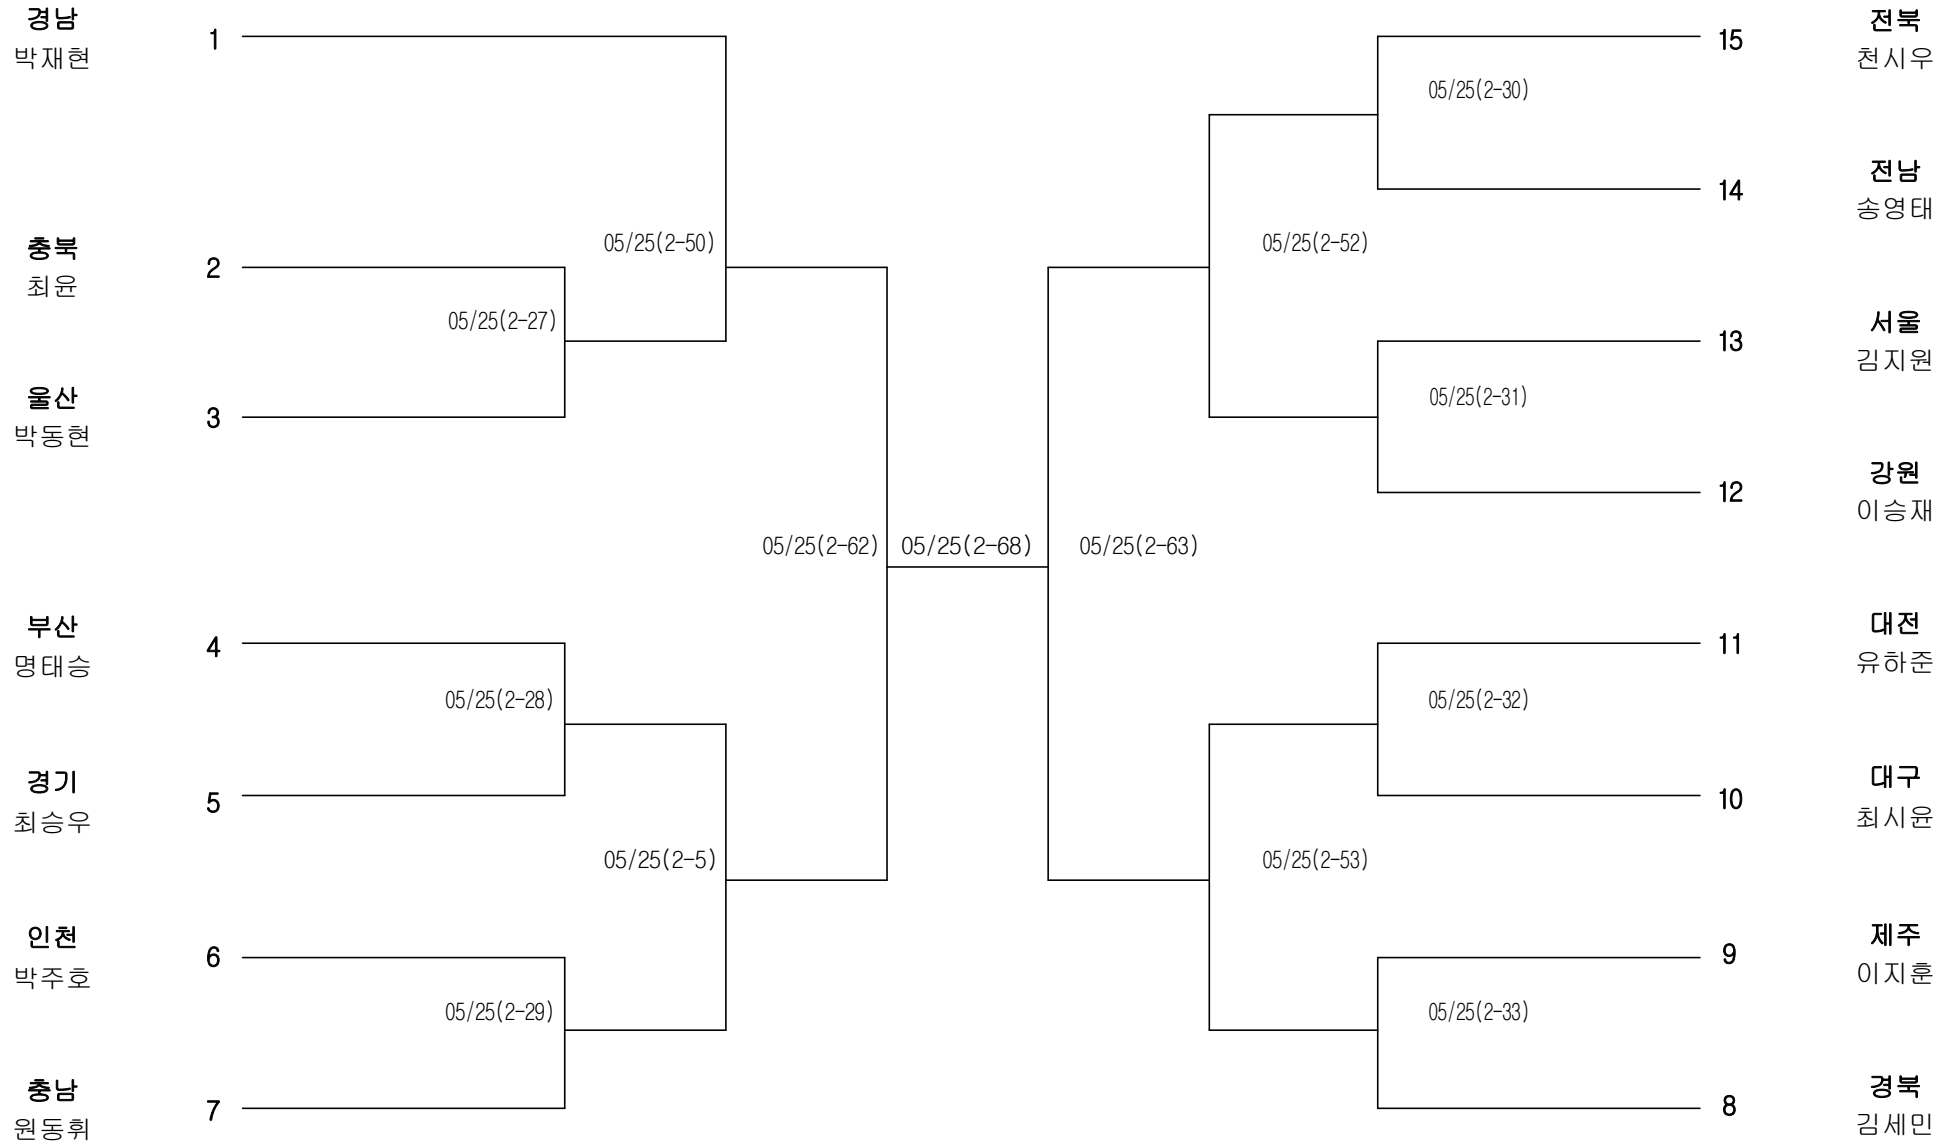 경남
박재현
1
충북
최윤
2
05/25(2-50)
05/25(2-27)
울산
박동현
3
05/25(2-62)
05/25(2-68)
05/25(2-63)
부산
명태승
4
05/25(2-28)
경기
최승우
5
05/25(2-5)
인천
박주호
6
05/25(2-29)
충남
원동휘
7
15
전북
천시우
05/25(2-30)
14
전남
송영태
05/25(2-52)
13
서울
김지원
05/25(2-31)
12
강원
이승재
11
대전
유하준
05/25(2-32)
10
대구
최시윤
05/25(2-53)
9
제주
이지훈
05/25(2-33)
8
경북
김세민